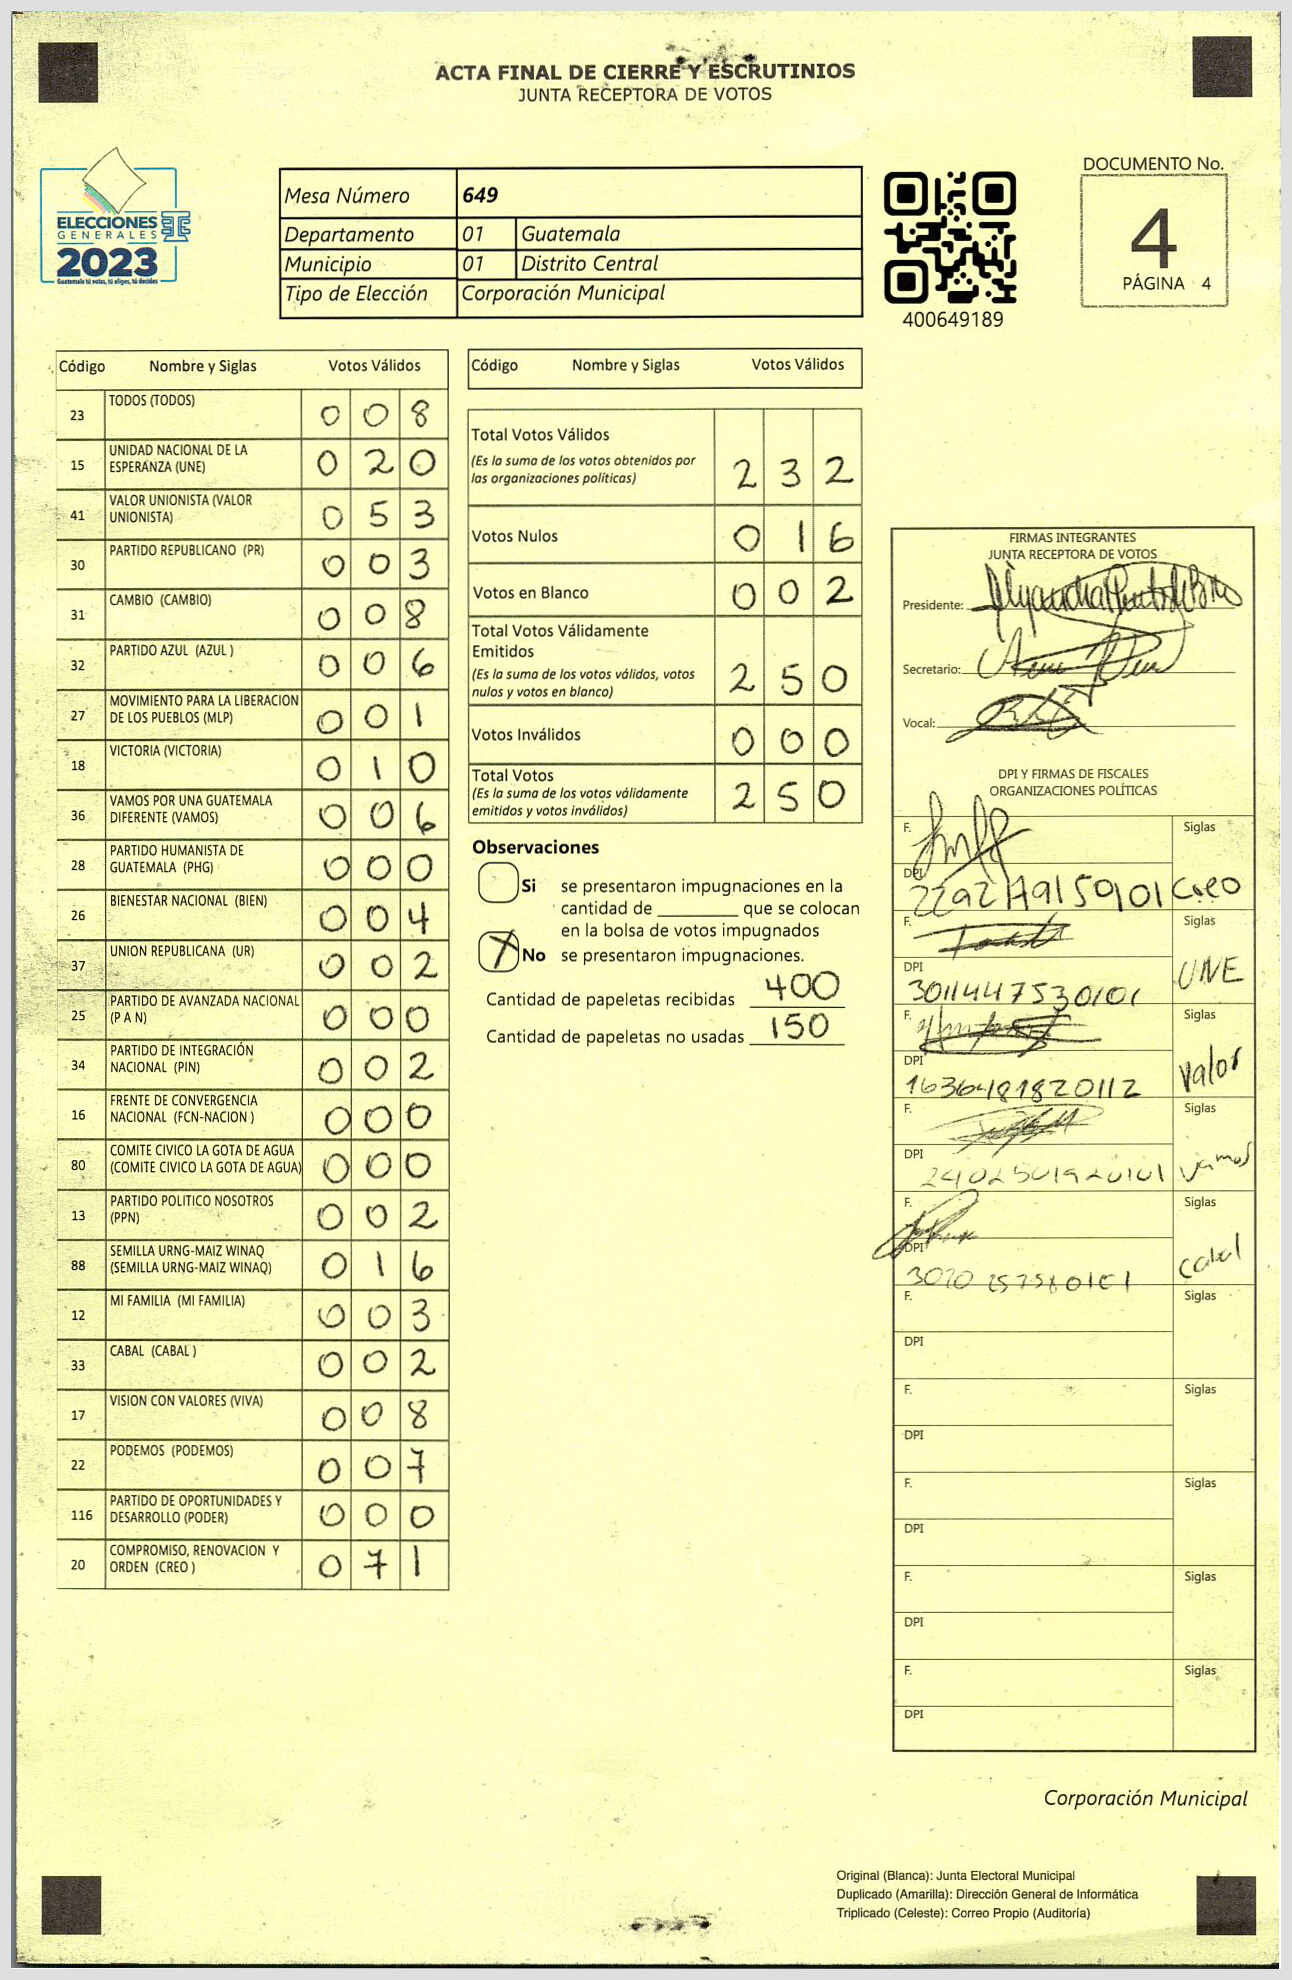 ACTA FINAL DE CIERRE Y ESCRUTINIOS
JUNTA RECEPTORA DE VOTOS
ELECCIONES
GENERALES
2023
Guatemala tú votas, tú eliges, tú decides
Mesa Número 649
Departamento 01 Guatemala
Municipio 01 Distrito Central
Tipo de Elección Corporación Municipal
400649189
DOCUMENTO No.
4
PÁGINA 4
Código Nombre y Siglas Votos Válidos
23 TODOS (TODOS) 0 0 8
15 UNIDAD NACIONAL DE LA
ESPERANZA (UNE) 0 2 0
41 VALOR UNIONISTA (VALOR
UNIONISTA) 0 5 3
30 PARTIDO REPUBLICANO (PR) 0 0 3
31 CAMBIO (CAMBIO) 0 0 8
32 PARTIDO AZUL (AZUL ) 0 0 6
27 MOVIMIENTO PARA LA LIBERACION
DE LOS PUEBLOS (MLP) 0 0 1
18 VICTORIA (VICTORIA) 0 1 0
36 VAMOS POR UNA GUATEMALA
DIFERENTE (VAMOS) 0 0 6
28 PARTIDO HUMANISTA DE
GUATEMALA (PHG) 0 0 0
26 BIENESTAR NACIONAL (BIEN) 0 0 4
37 UNION REPUBLICANA (UR) 0 0 2
25 PARTIDO DE AVANZADA NACIONAL
(P A N) 0 0 0
34 PARTIDO DE INTEGRACIÓN
NACIONAL (PIN) 0 0 2
16 FRENTE DE CONVERGENCIA
NACIONAL (FCN-NACION ) 0 0 0
80 COMITE CIVICO LA GOTA DE AGUA
(COMITE CIVICO LA GOTA DE AGUA) 0 0 0
13 PARTIDO POLITICO NOSOTROS
(PPN) 0 0 2
88 SEMILLA URNG-MAIZ WINAQ
(SEMILLA URNG-MAIZ WINAQ) 0 1 6
12 MI FAMILIA (MI FAMILIA) 0 0 3
33 CABAL (CABAL ) 0 0 2
17 VISION CON VALORES (VIVA) 0 0 8
22 PODEMOS (PODEMOS) 0 0 7
116 PARTIDO DE OPORTUNIDADES Y
DESARROLLO (PODER) 0 0 0
20 COMPROMISO, RENOVACION Y
ORDEN (CREO ) 0 7 1
Código Nombre y Siglas Votos Válidos
Total Votos Válidos
(Es la suma de los votos obtenidos por
las organizaciones políticas) 2 3 2
Votos Nulos 0 1 6
Votos en Blanco 0 0 2
Total Votos Válidamente
Emitidos
(Es la suma de los votos válidos, votos
nulos y votos en blanco) 2 5 0
Votos Inválidos 0 0 0
Total Votos
(Es la suma de los votos válidamente
emitidos y votos inválidos) 2 5 0
Observaciones
Si se presentaron impugnaciones en la
cantidad de ________ que se colocan
en la bolsa de votos impugnados
X No se presentaron impugnaciones.
Cantidad de papeletas recibidas 400
Cantidad de papeletas no usadas 150
FIRMAS INTEGRANTES
JUNTA RECEPTORA DE VOTOS
Presidente:
Secretario:
Vocal:
DPI Y FIRMAS DE FISCALES
ORGANIZACIONES POLÍTICAS
F. Siglas
DPI
2292179159101 Creo
F. Siglas
DPI UNE
3011447530101
F. Siglas
DPI Valor
1636481820112
F. Siglas
DPI Vamos
2402501920101
F. Siglas
DPI Cabal
F. Siglas
DPI
F. Siglas
DPI
F. Siglas
DPI
F. Siglas
DPI
F. Siglas
DPI
Corporación Municipal
Original (Blanca): Junta Electoral Municipal
Duplicado (Amarilla): Dirección General de Informática
Triplicado (Celeste): Correo Propio (Auditoría)